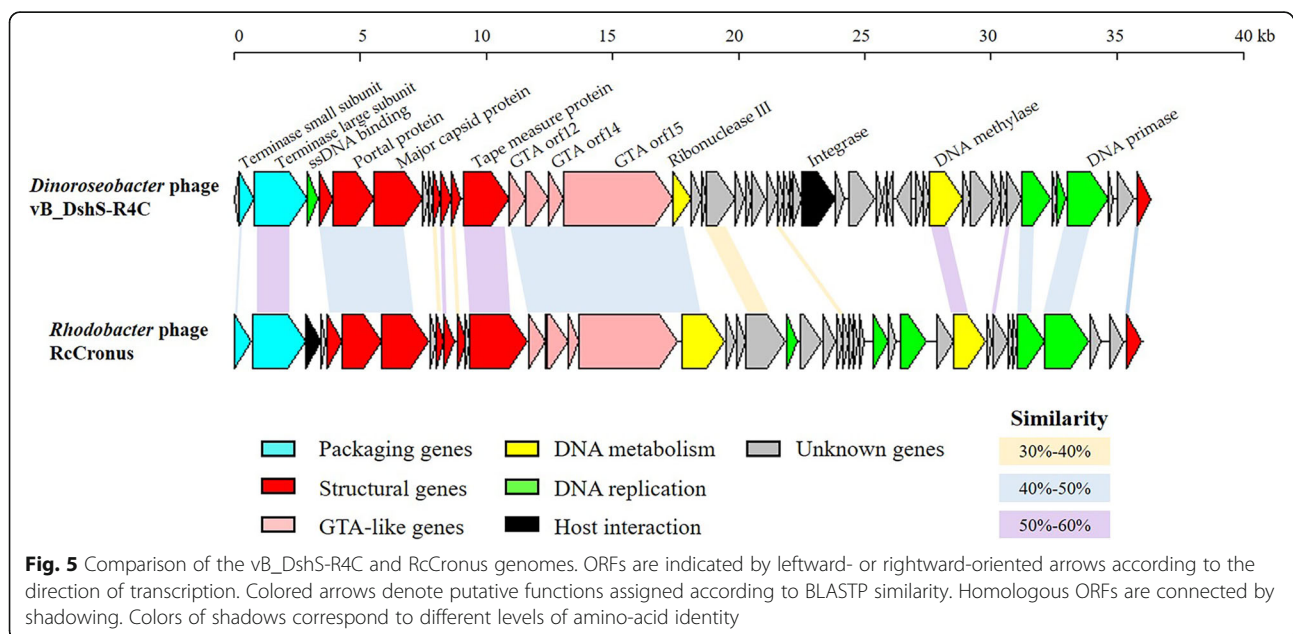 0 5 10 15 20 25 30 35 40 kb
Terminase small subunit
Terminase large subunit
ssDNA binding
Portal protein
Major capsid protein
Tape measure protein
GTA orf12
GTA orf14
GTA orf15
Ribonuclease III
Integrase
DNA methylase
DNA primase
Dinoroseobacter phage
vB_DshS-R4C
Rhodobacter phage
RcCronus
Packaging genes
Structural genes
GTA-like genes
DNA metabolism
DNA replication
Host interaction
Unknown genes
Similarity
30%-40%
40%-50%
50%-60%
Fig. 5 Comparison of the vB_DshS-R4C and RcCronus genomes. ORFs are indicated by leftward- or rightward-oriented arrows according to the
direction of transcription. Colored arrows denote putative functions assigned according to BLASTP similarity. Homologous ORFs are connected by
shadowing. Colors of shadows correspond to different levels of amino-acid identity